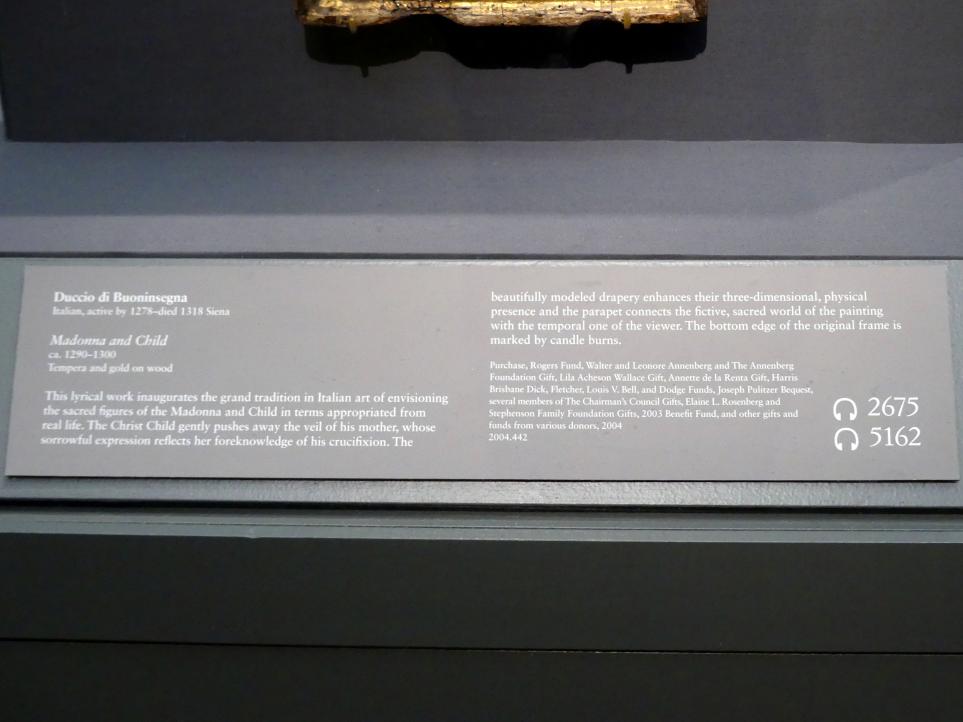 Duccio di Buoninsegna
Italian, active by 1278–died 1318 Siena
Madonna and Child
ca. 1290–1300
Tempera and gold on wood
This lyrical work inaugurates the grand tradition in Italian art of envisioning
the sacred figures of the Madonna and Child in terms appropriated from
real life. The Christ Child gently pushes away the veil of his mother, whose
sorrowful expression reflects her foreknowledge of his crucifixion. The
beautifully modeled drapery enhances their three-dimensional, physical
presence and the parapet connects the fictive, sacred world of the painting
with the temporal one of the viewer. The bottom edge of the original frame is
marked by candle burns.
Purchase, Rogers Fund, Walter and Leonore Annenberg and The Annenberg
Foundation Gift, Lila Acheson Wallace Gift, Annette de la Renta Gift, Harris
Brisbane Dick, Fletcher, Louis V. Bell, and Dodge Funds, Joseph Pulitzer Bequest,
several members of The Chairman's Council Gifts, Elaine L. Rosenberg and
Stephenson Family Foundation Gifts, 2003 Benefit Fund, and other gifts and
funds from various donors, 2004
2004.442
2675
5162